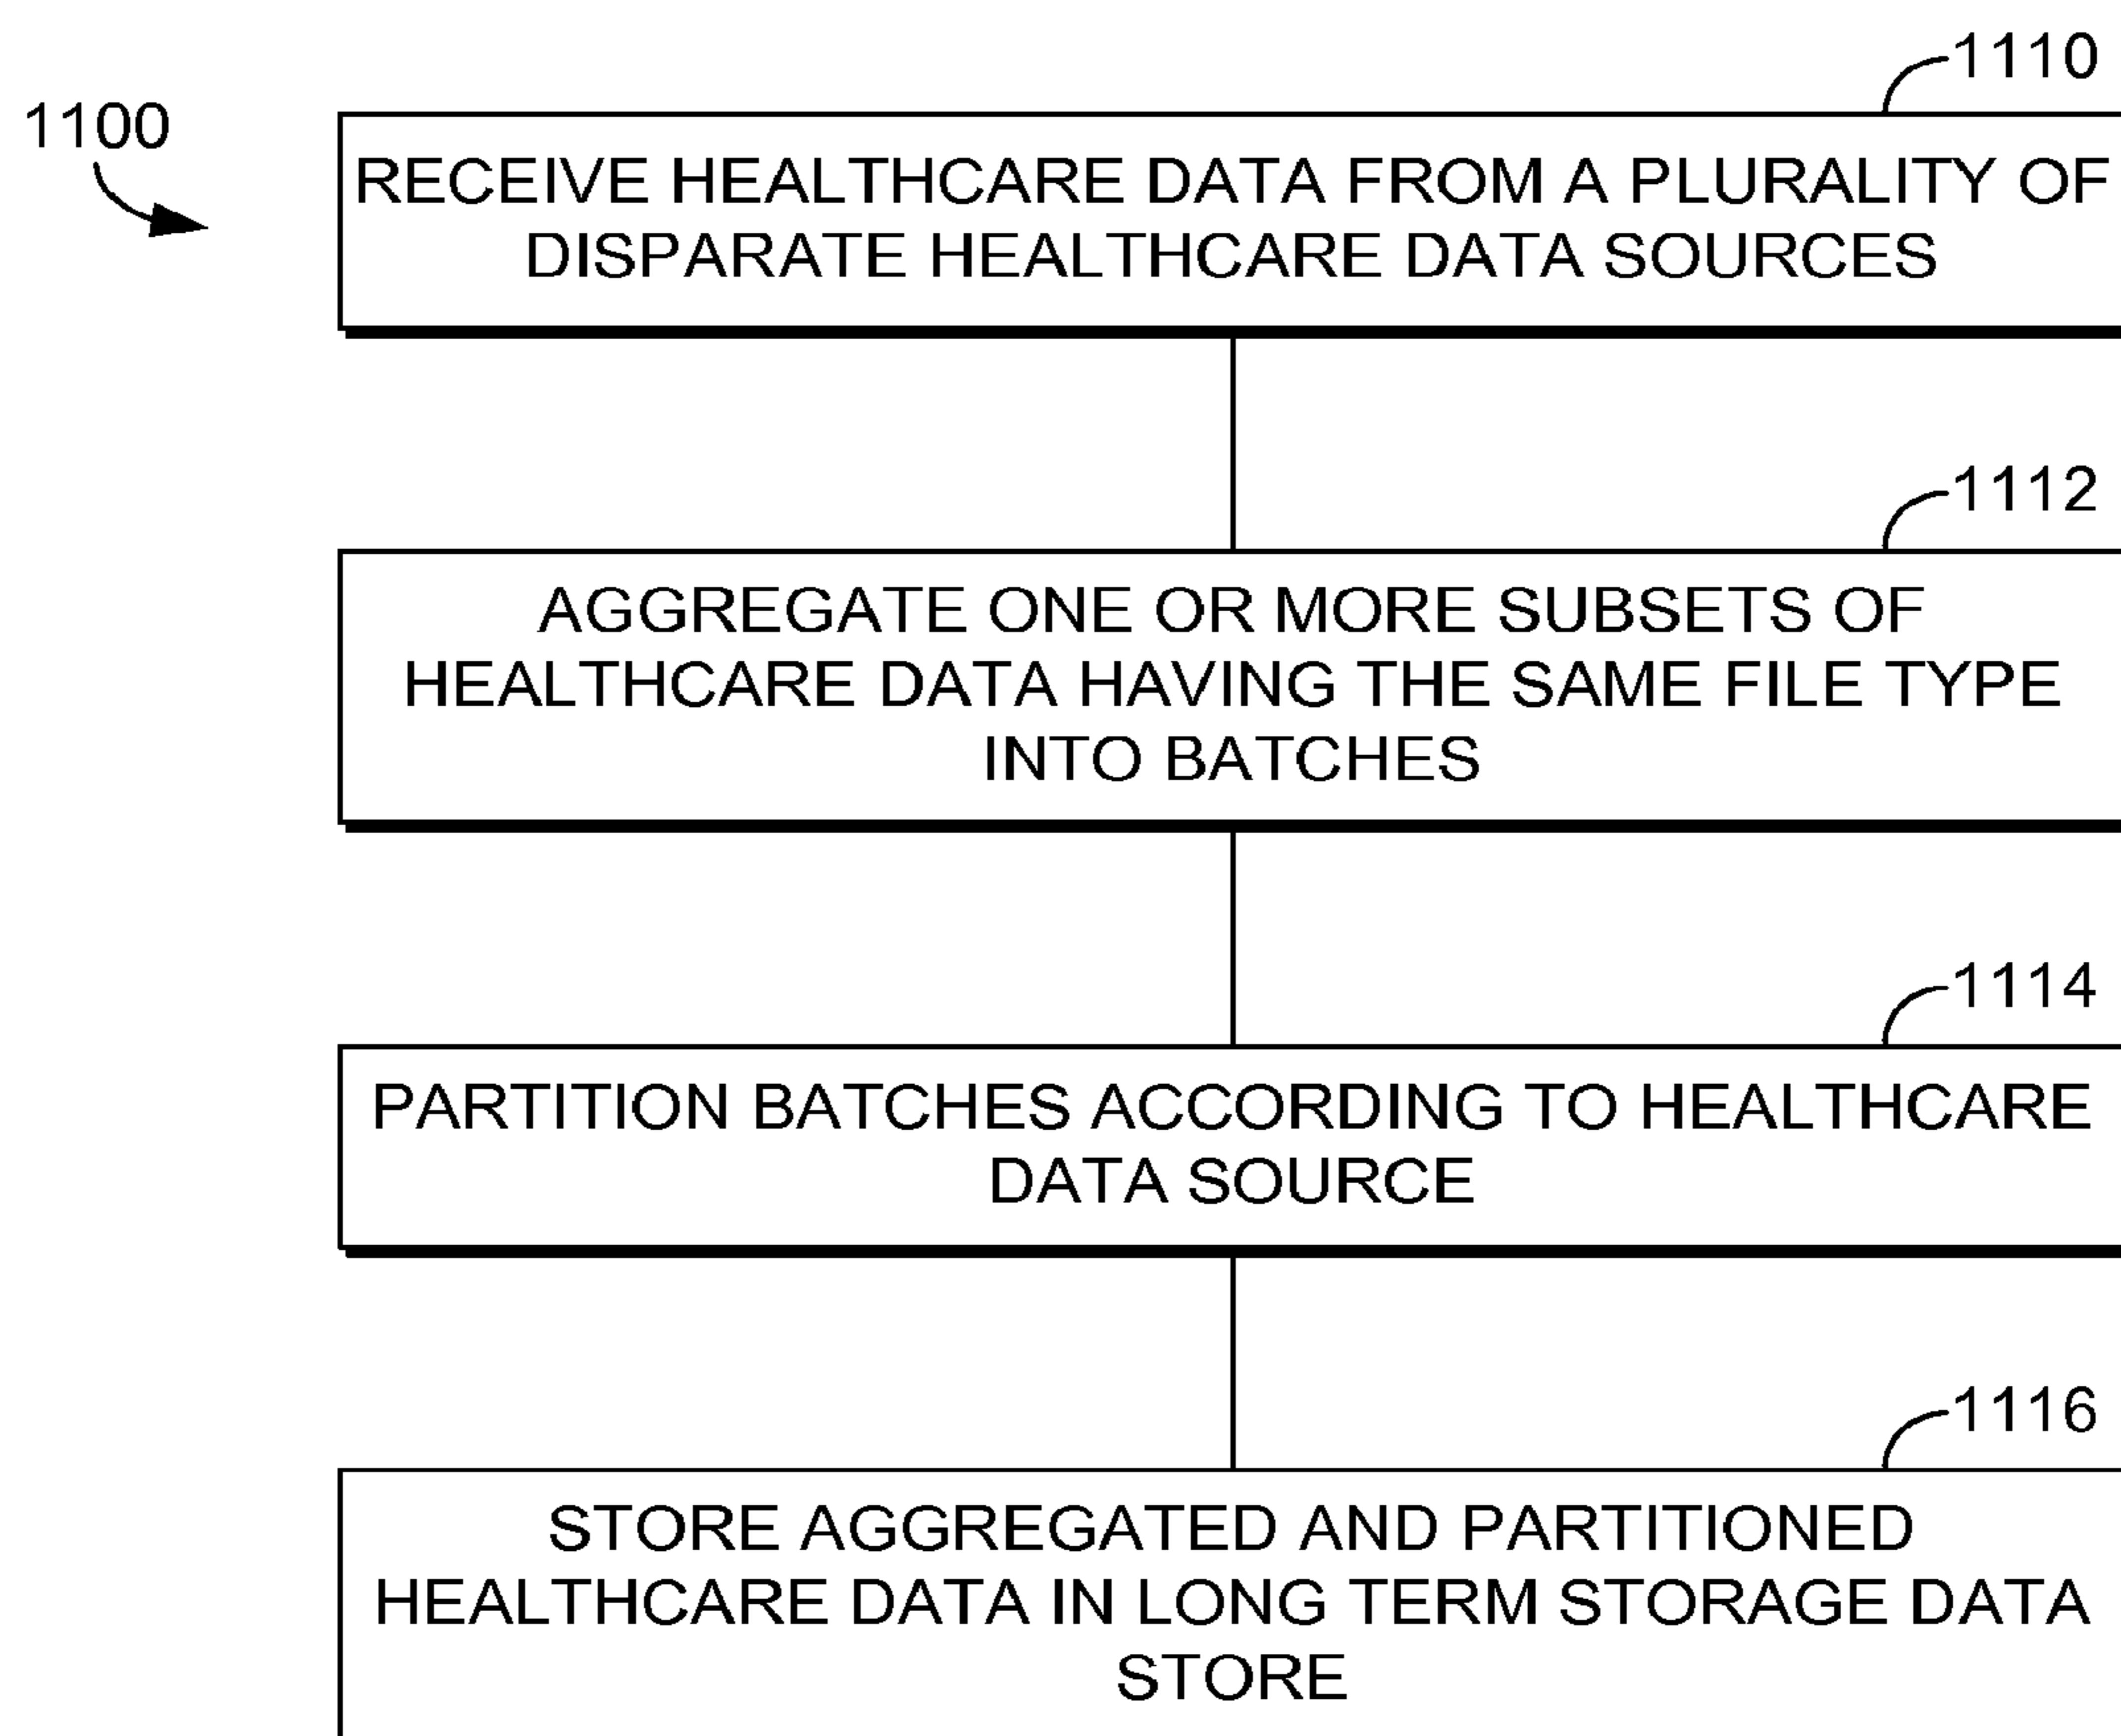 1110
1100
RECEIVE HEALTHCARE DATA FROM A PLURALITY OF
DISPARATE HEALTHCARE DATA SOURCES
1112
AGGREGATE ONE OR MORE SUBSETS OF
HEALTHCARE DATA HAVING THE SAME FILE TYPE
INTO BATCHES
1114
PARTITION BATCHES ACCORDING TO HEALTHCARE
DATA SOURCE
1116
STORE AGGREGATED AND PARTITIONED
HEALTHCARE DATA IN LONG TERM STORAGE DATA
STORE